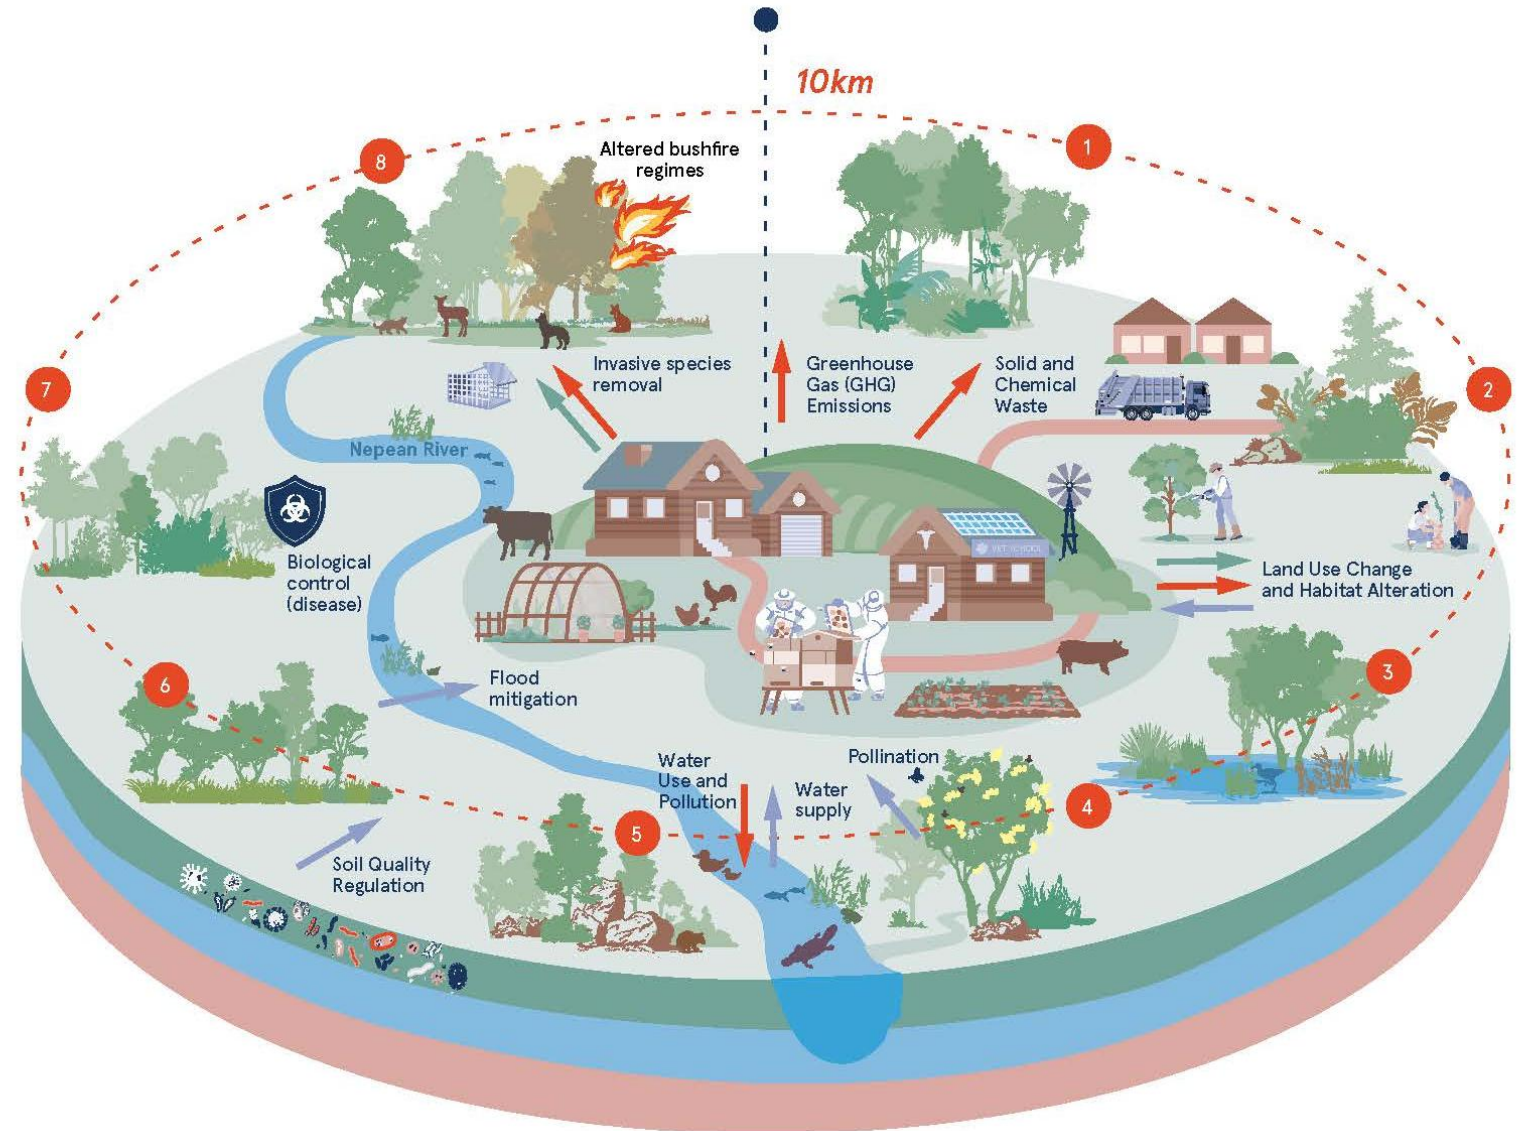 10km
8
Altered bushfire
regimes
1
7
Invasive species
removal
Greenhouse
Gas (GHG)
Emissions
Solid and
Chemical
Waste
2
Nepean River
Biological
control
(disease)
VET SCHOOL
Land Use Change
and Habitat Alteration
6
Flood
mitigation
3
Water
Use and
Pollution
Water
supply
Pollination
4
5
Soil Quality
Regulation